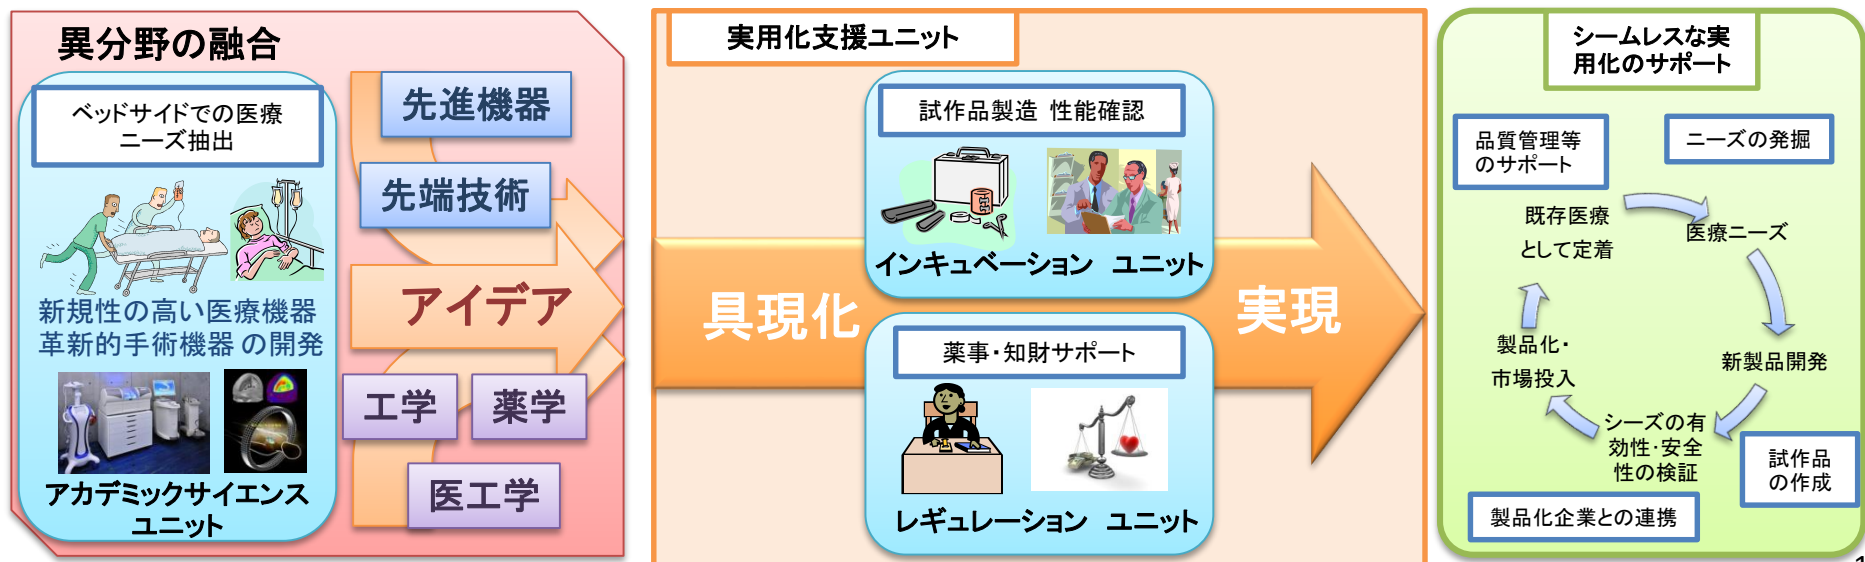 異分野の融合
ベッドサイドでの医療
ニーズ抽出
新規性の高い医療機器
革新的手術機器 の開発
アカデミックサイエンス
ユニット
先進機器
先端技術
アイデア
工学
薬学
医工学
実用化支援ユニット
具現化
試作品製造 性能確認
インキュベーション ユニット
薬事・知財サポート
レギュレーション ユニット
実現
シームレスな実
用化のサポート
品質管理等
のサポート
ニーズの発掘
既存医療
として定着
医療ニーズ
製品化・
市場投入
新製品開発
シーズの有
効性・安全
性の検証
試作品
の作成
製品化企業との連携